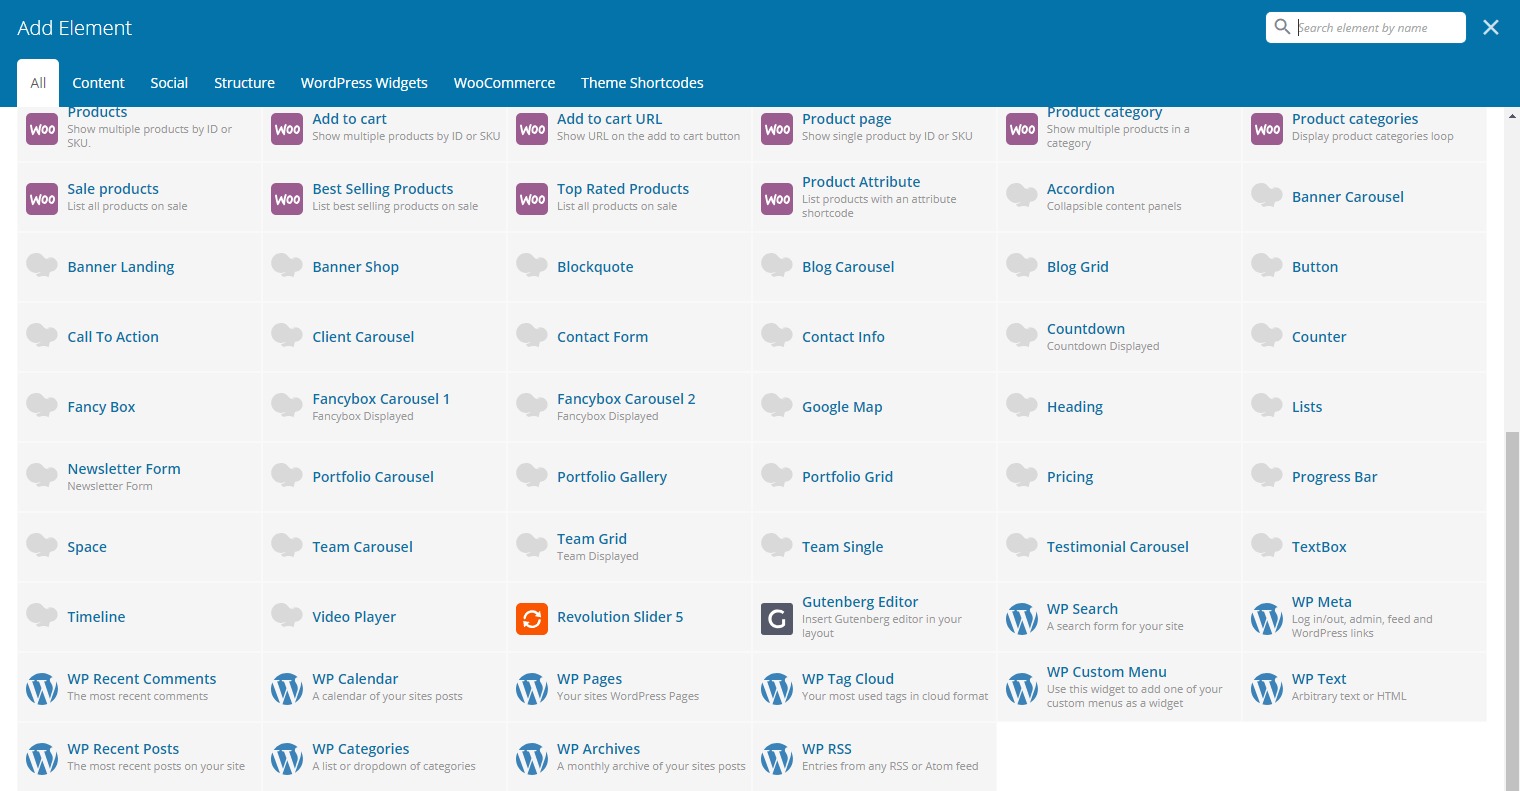 Add Element
Search element by name
All
Content
Social
Structure
WordPress Widgets
WooCommerce
Theme Shortcodes
Products
Show multiple products by ID or
SKU.
Woo
Add to cart
Show multiple products by ID or SKU
Woo
Add to cart URL
Show URL on the add to cart button
Woo
Product page
Show single product by ID or SKU
Woo
Product category
Show multiple products in a
category
Woo
Product categories
Display product categories loop
Woo
Sale products
List all products on sale
Woo
Best Selling Products
List best selling products on sale
Woo
Top Rated Products
List all products on sale
Woo
Product Attribute
List products with an attribute
shortcode
Woo
Accordion
Collapsible content panels
Banner Carousel
Banner Landing
Banner Shop
Blockquote
Blog Carousel
Blog Grid
Button
Call To Action
Client Carousel
Contact Form
Contact Info
Countdown
Countdown Displayed
Counter
Fancy Box
Fancybox Carousel 1
Fancybox Displayed
Fancybox Carousel 2
Fancybox Displayed
Google Map
Heading
Lists
Newsletter Form
Newsletter Form
Portfolio Carousel
Portfolio Gallery
Portfolio Grid
Pricing
Progress Bar
Space
Team Carousel
Team Grid
Team Displayed
Team Single
Testimonial Carousel
TextBox
Timeline
Video Player
Revolution Slider 5
G
Gutenberg Editor
Insert Gutenberg editor in your
layout
WP Search
A search form for your site
WP Meta
Log in/out, admin, feed and
WordPress links
WP Recent Comments
The most recent comments
WP Calendar
A calendar of your sites posts
WP Pages
Your sites WordPress Pages
WP Tag Cloud
Your most used tags in cloud format
WP Custom Menu
Use this widget to add one of your
custom menus as a widget
WP Text
Arbitrary text or HTML
WP Recent Posts
The most recent posts on your site
WP Categories
A list or dropdown of categories
WP Archives
A monthly archive of your sites posts
WP RSS
Entries from any RSS or Atom feed